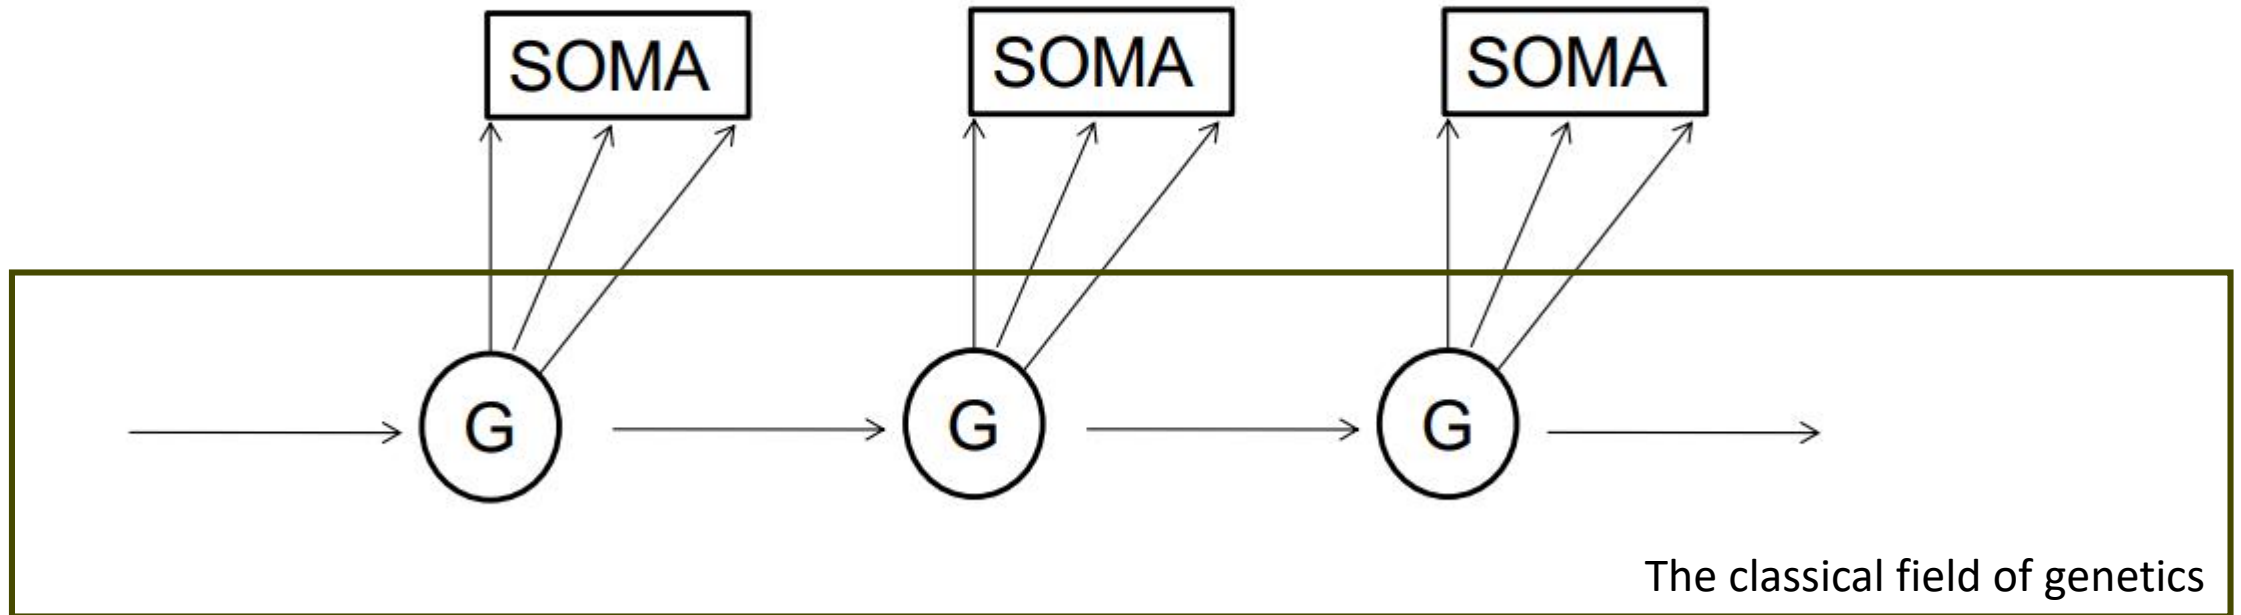 SOMA SOMA SOMA
G G G
The classical field of genetics